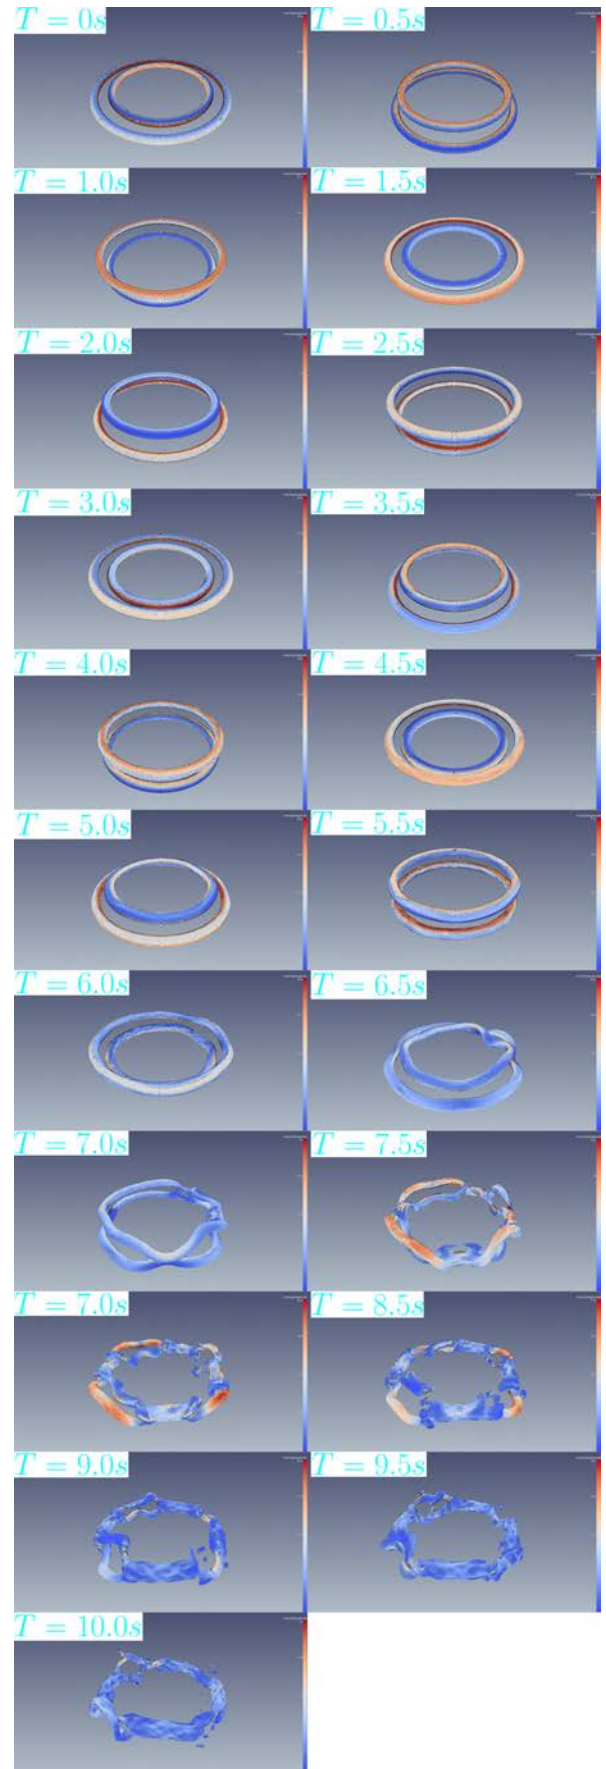 T = 0s
T = 0.5s
T = 1.0s
T = 1.5s
T = 2.0s
T = 2.5s
T = 3.0s
T = 3.5s
T = 4.0s
T = 4.5s
T = 5.0s
T = 5.5s
T = 6.0s
T = 6.5s
T = 7.0s
T = 7.5s
T = 7.0s
T = 8.5s
T = 9.0s
T = 9.5s
T = 10.0s